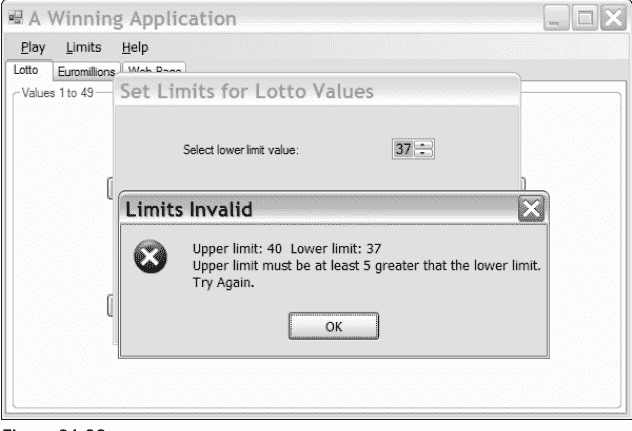 A Winning Application
Play Limits Help
Lotto Euromillions Web Page
Values 1 to 49
Set Limits for Lotto Values
Select lower limit value: 37
Limits Invalid
Upper limit: 40 Lower limit: 37
Upper limit must be at least 5 greater that the lower limit.
Try Again.
OK